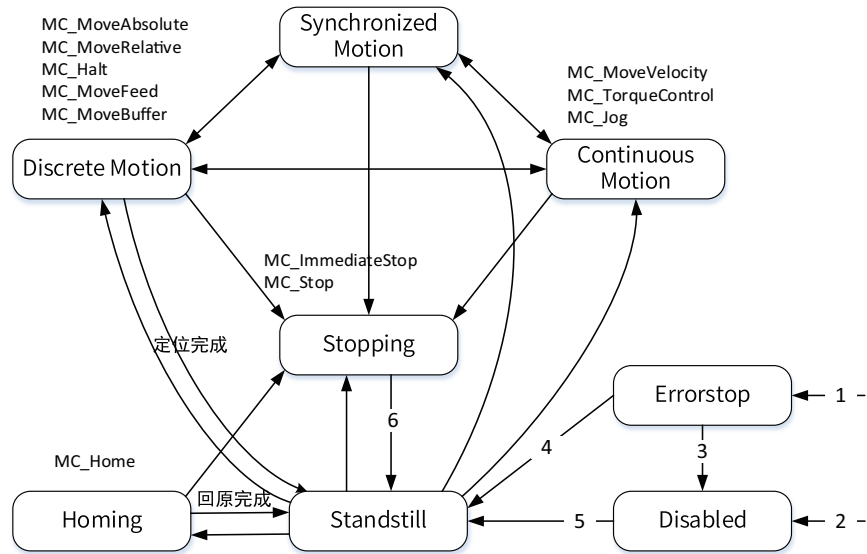 MC_MoveAbsolute
MC_MoveRelative
MC_Halt
MC_MoveFeed
MC_MoveBuffer
Synchronized
Motion
MC_MoveVelocity
MC_TorqueControl
MC_Jog
Discrete Motion
Continuous
Motion
MC_ImmediateStop
MC_Stop
定位完成
Stopping
Errorstop
1
6
4
3
MC_Home
回原完成
Homing
Standstill
5
Disabled
2